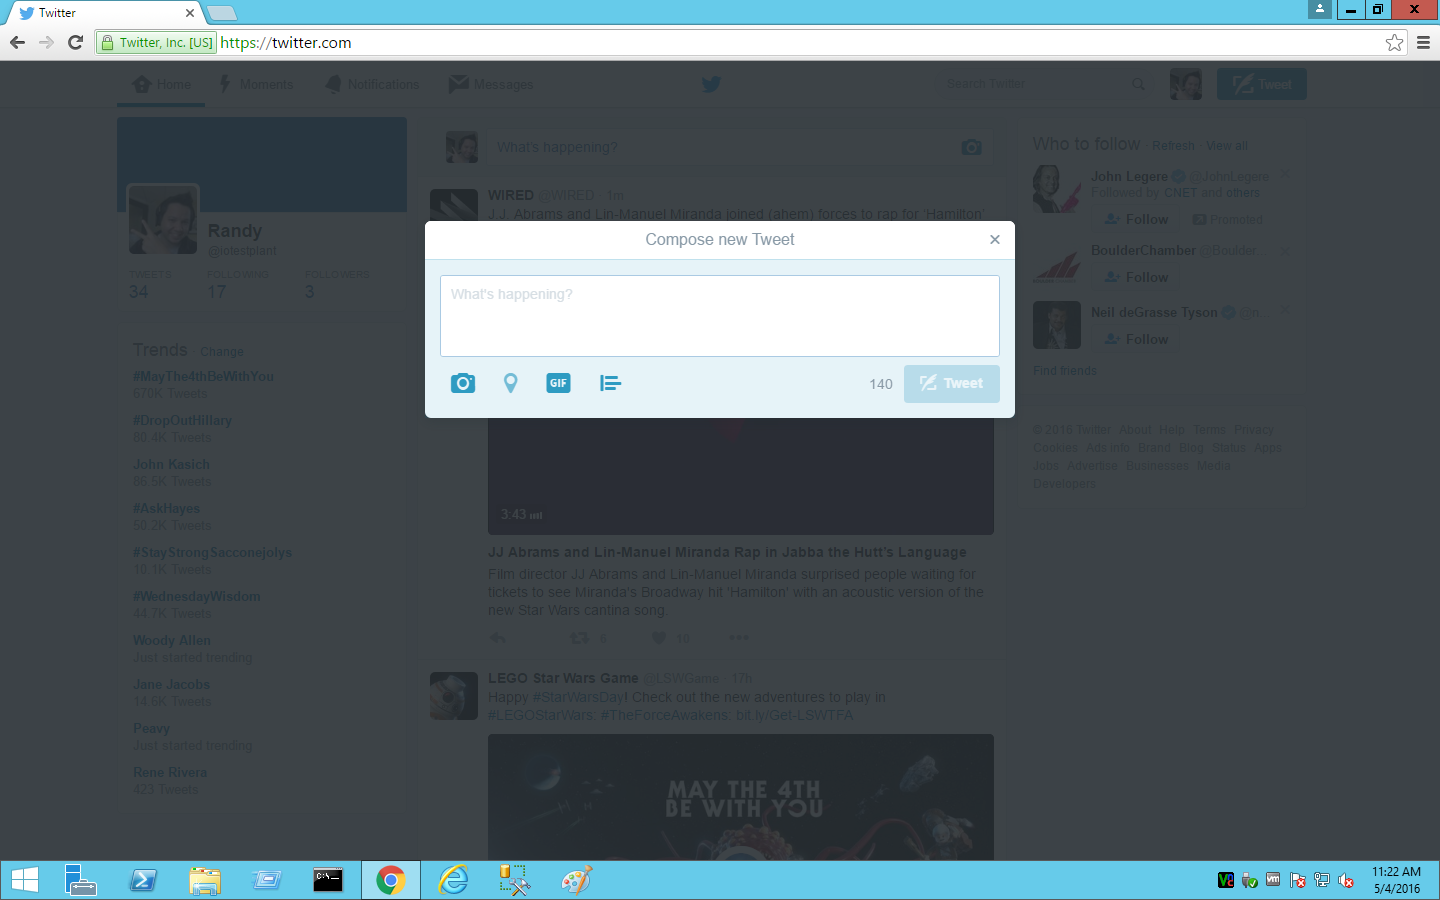 Twitter
Twitter, Inc. [US] https://twitter.com
Home Moments Notifications Messages Search Twitter Tweet
What's happening?
WIRED @WIRED · 1m
J.J. Abrams and Lin-Manuel Miranda joined (ahem) forces to rap for 'Hamilton'
Randy
@jotestplant
TWEETS FOLLOWING FOLLOWERS
34 17 3
Trends · Change
#MayThe4thBeWithYou
670K Tweets
#DropOutHillary
80.4K Tweets
John Kasich
86.5K Tweets
#AskHayes
50.2K Tweets
#StayStrongSacconejolys
10.1K Tweets
#WednesdayWisdom
44.7K Tweets
Woody Allen
Just started trending
Jane Jacobs
14.6K Tweets
Peavy
Just started trending
Rene Rivera
423 Tweets
Compose new Tweet
What's happening?
GIF
140
Tweet
3:43
JJ Abrams and Lin-Manuel Miranda Rap in Jabba the Hutt's Language
Film director JJ Abrams and Lin-Manuel Miranda surprised people waiting for
tickets to see Miranda's Broadway hit 'Hamilton' with an acoustic version of the
new Star Wars cantina song.
10
LEGO Star Wars Game @LSWGame · 17h
Happy #StarWarsDay! Check out the new adventures to play in
#LEGOStarWars: #TheForceAwakens: bit.ly/Get-LSWTFA
MAY THE 4TH
BE WITH YOU
Who to follow · Refresh · View all
John Legere @JohnLegere
Followed by CNET and others
Follow Promoted
BoulderChamber @Boulder...
Follow
Neil deGrasse Tyson @n...
Follow
Find friends
© 2016 Twitter About Help Terms Privacy
Cookies Ads info Brand Blog Status Apps
Jobs Advertise Businesses Media
Developers
C:\
vm
11:22 AM
5/4/2016